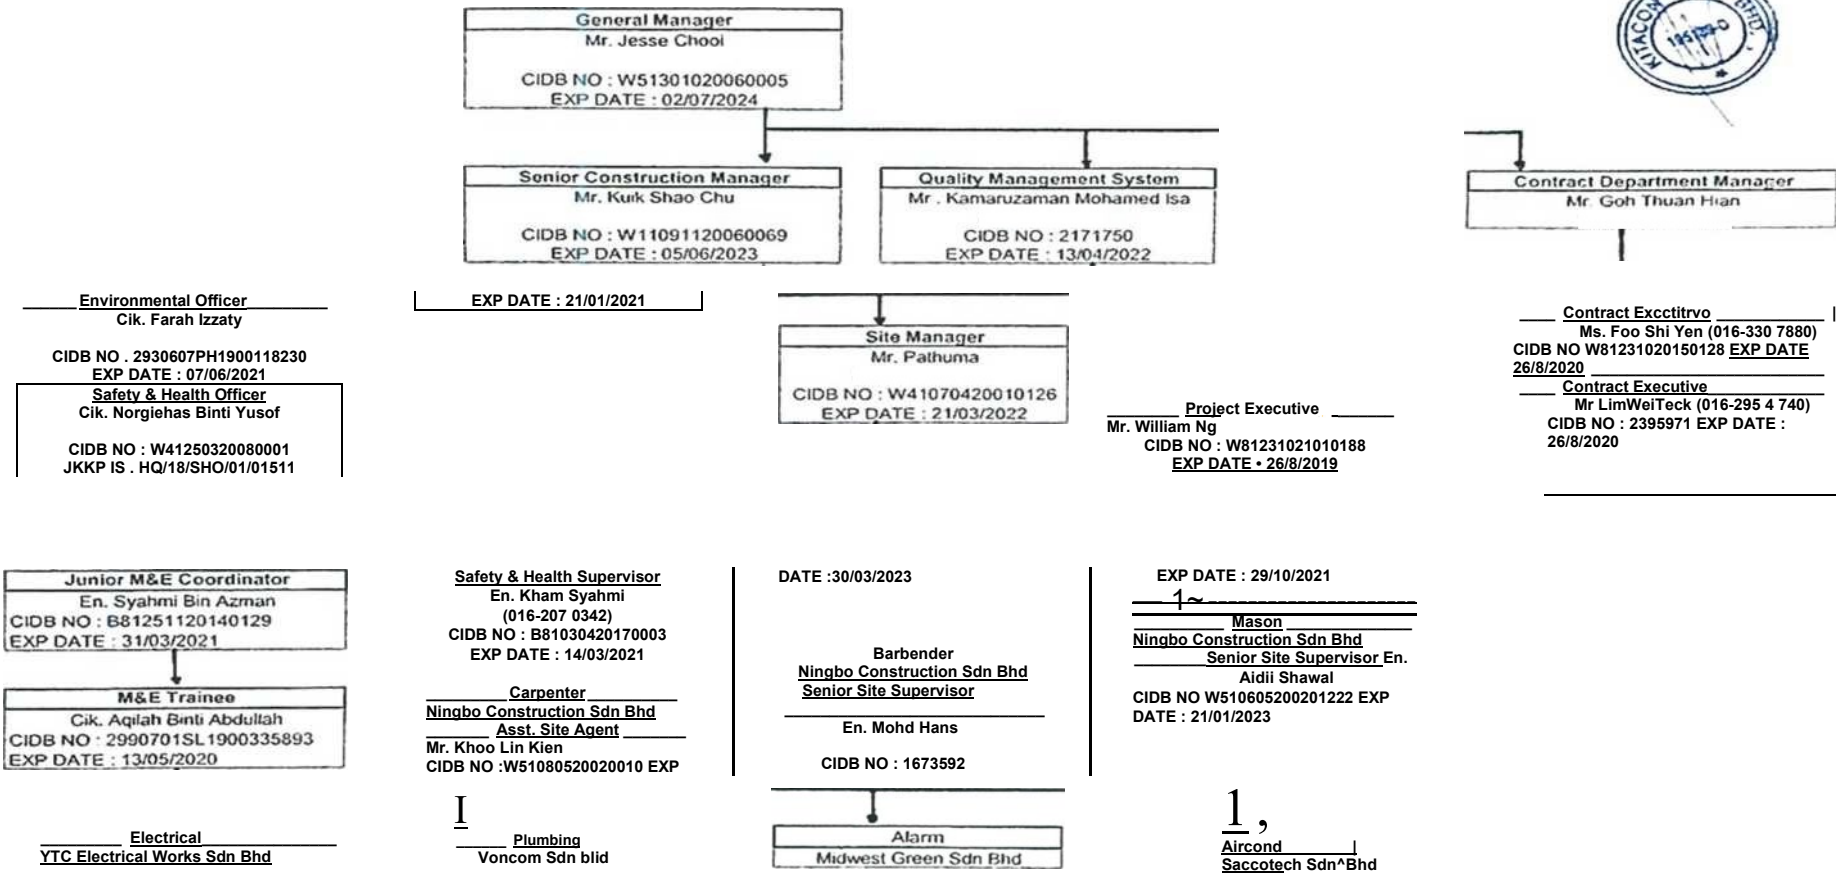 General Manager
Mr. Jesse Chooi
CIDB NO : W51301020060005
EXP DATE : 02/07/2024
KITACON
BHD.
Senior Construction Manager
Mr. Kuik Shao Chu
CIDB NO : W11091120060069
EXP DATE : 05/06/2023
Quality Management System
Mr . Kamaruzaman Mohamed Isa
CIDB NO : 2171750
EXP DATE : 13/04/2022
Contract Department Manager
Mr. Goh Thuan Hian
Environmental Officer
Cik. Farah Izzaty
CIDB NO . 2930607PH1900118230
EXP DATE : 07/06/2021
Safety & Health Officer
Cik. Norgiehas Binti Yusof
CIDB NO : W41250320080001
JKKP IS . HQ/18/SHO/01/01511
EXP DATE : 21/01/2021
Site Manager
Mr. Pathuma
CIDB NO : W41070420010126
EXP DATE : 21/03/2022
Project Executive
Mr. William Ng
CIDB NO : W81231021010188
EXP DATE • 26/8/2019
Contract Excctitrvo |
Ms. Foo Shi Yen (016-330 7880)
CIDB NO W81231020150128 EXP DATE
26/8/2020
Contract Executive
Mr LimWeiTeck (016-295 4 740)
CIDB NO : 2395971 EXP DATE :
26/8/2020
Junior M&E Coordinator
En. Syahmi Bin Azman
CIDB NO : B81251120140129
EXP DATE : 31/03/2021
M&E Trainee
Cik. Aqilah Binti Abdullah
CIDB NO : 2990701SL1900335893
EXP DATE : 13/05/2020
Safety & Health Supervisor
En. Kham Syahmi
(016-207 0342)
CIDB NO : B81030420170003
EXP DATE : 14/03/2021
Carpenter
Ningbo Construction Sdn Bhd
Asst. Site Agent
Mr. Khoo Lin Kien
CIDB NO :W51080520020010 EXP
DATE :30/03/2023
Barbender
Ningbo Construction Sdn Bhd
Senior Site Supervisor
En. Mohd Hans
CIDB NO : 1673592
EXP DATE : 29/10/2021
1~
Mason
Ningbo Construction Sdn Bhd
Senior Site Supervisor En.
Aidii Shawal
CIDB NO W510605200201222 EXP
DATE : 21/01/2023
Electrical
YTC Electrical Works Sdn Bhd
I
Plumbing
Voncom Sdn blid
Alarm
Midwest Green Sdn Bhd
1,
Aircond |
Saccotech Sdn^Bhd